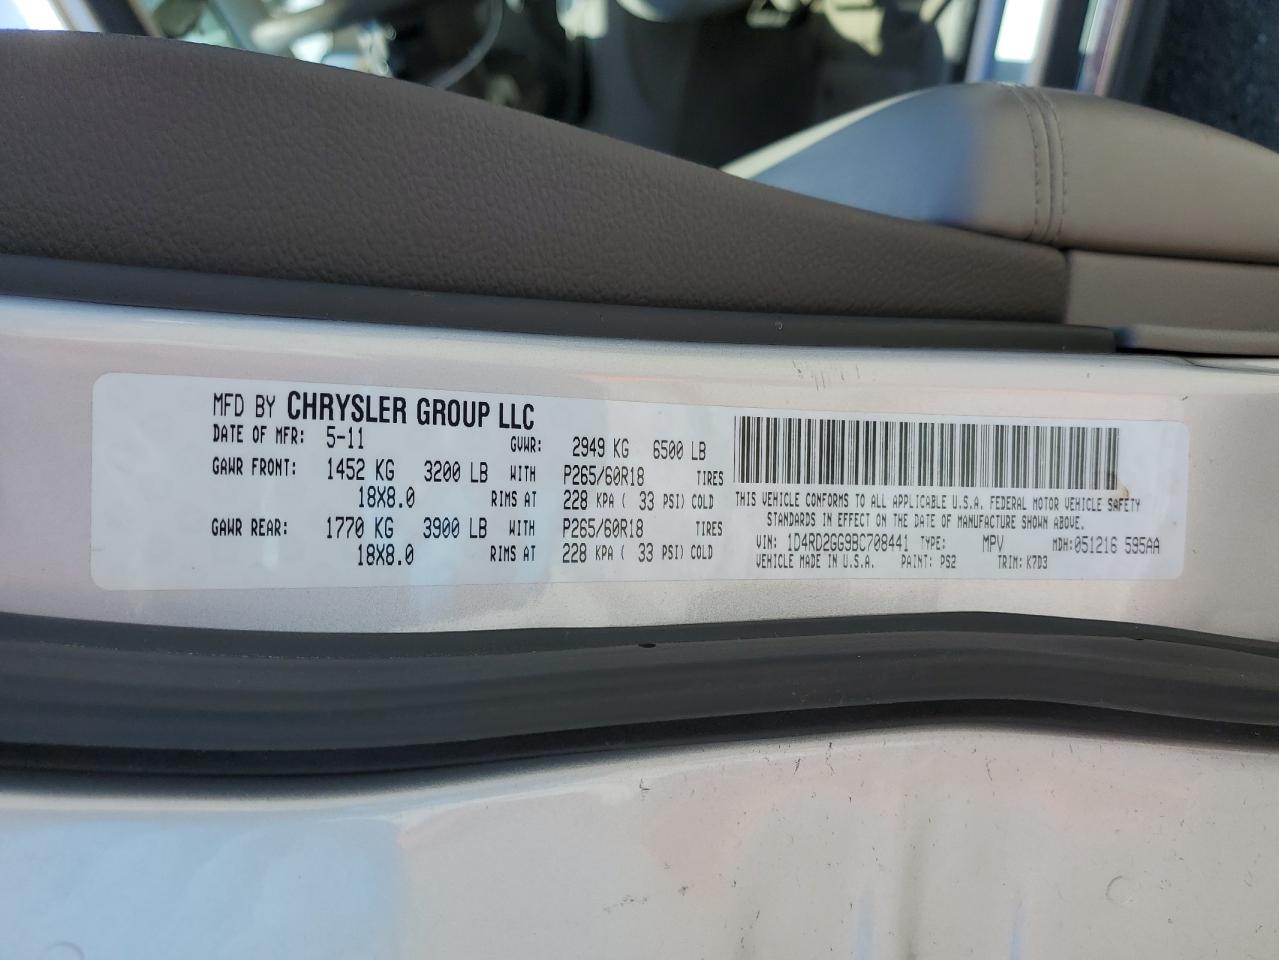 MFD BY CHRYSLER GROUP LLC
DATE OF MFR: 5-11 GVWR: 2949 KG 6500 LB
GAWR FRONT: 1452 KG 3200 LB WITH P265/60R18 TIRES
18X8.0 RIMS AT 228 KPA ( 33 PSI) COLD
GAWR REAR: 1770 KG 3900 LB WITH P265/60R18 TIRES
18X8.0 RIMS AT 228 KPA ( 33 PSI) COLD
THIS VEHICLE CONFORMS TO ALL APPLICABLE U.S.A. FEDERAL MOTOR VEHICLE SAFETY
STANDARDS IN EFFECT ON THE DATE OF MANUFACTURE SHOWN ABOVE.
VIN: 1D4RD2GG9BC708441 TYPE: MPV MDH:051216 595AA
VEHICLE MADE IN U.S.A. PAINT: PS2 TRIM: K7D3